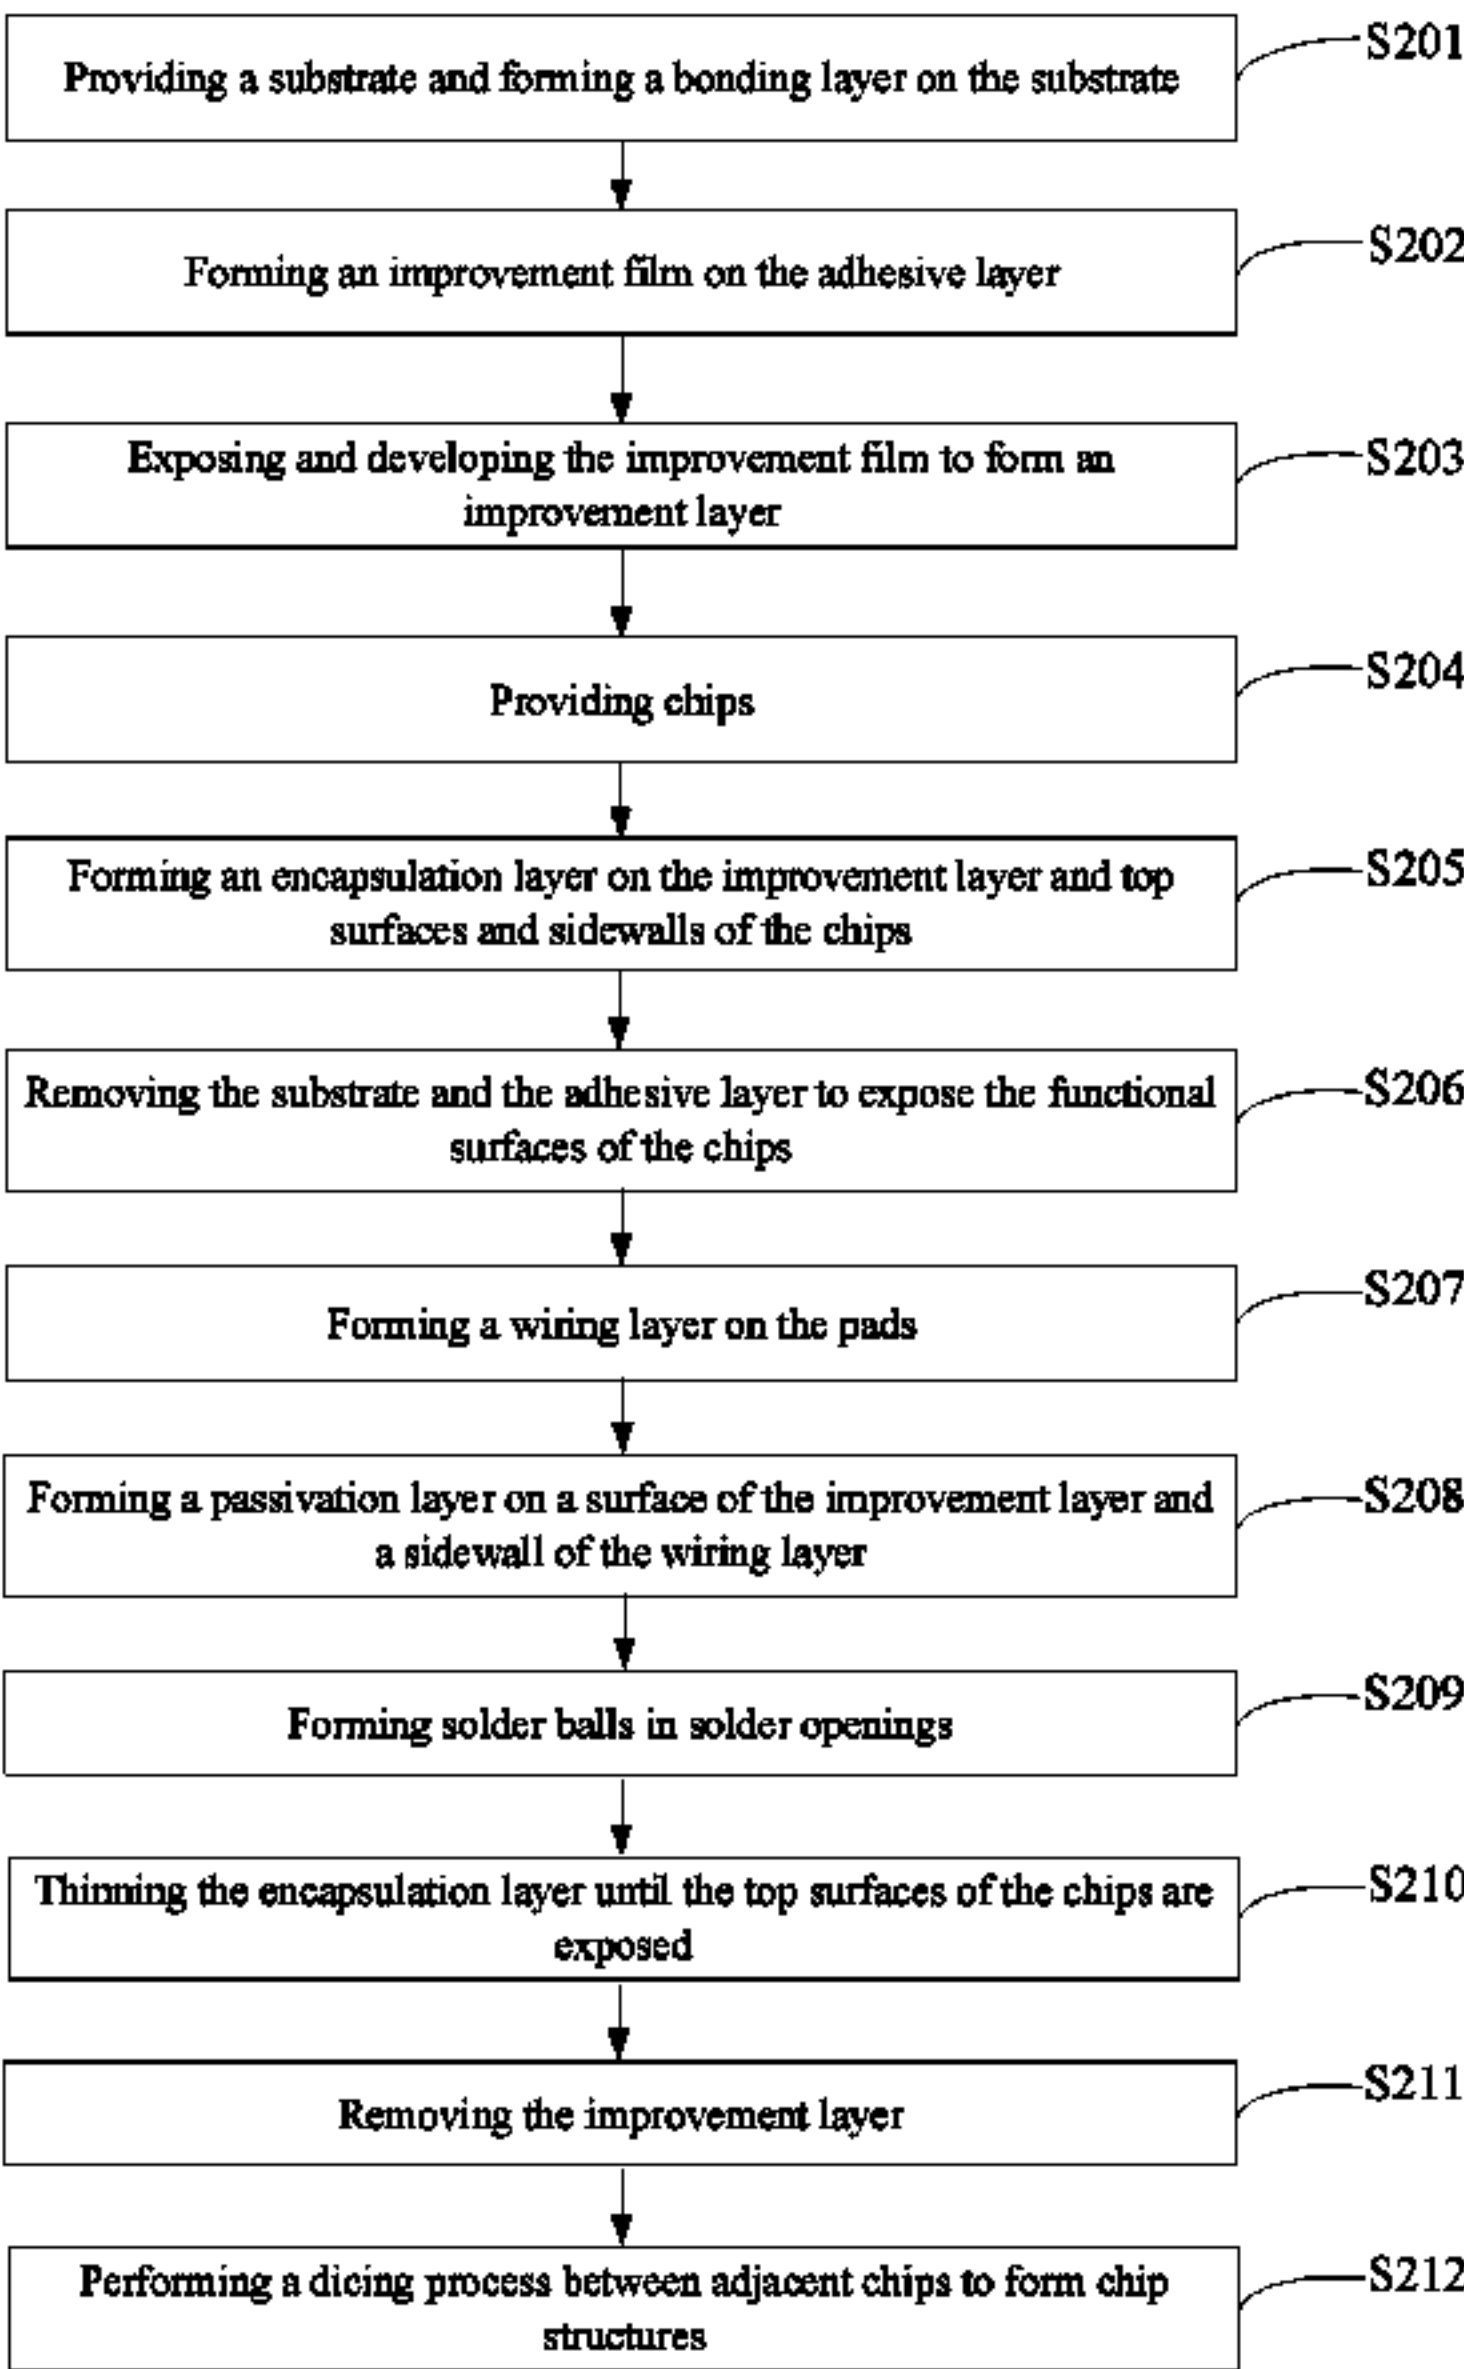 Providing a substrate and forming a bonding layer on the substrate
S201
Forming an improvement film on the adhesive layer
S202
Exposing and developing the improvement film to form an
improvement layer
S203
Providing chips
S204
Forming an encapsulation layer on the improvement layer and top
surfaces and sidewalls of the chips
S205
Removing the substrate and the adhesive layer to expose the functional
surfaces of the chips
S206
Forming a wiring layer on the pads
S207
Forming a passivation layer on a surface of the improvement layer and
a sidewall of the wiring layer
S208
Forming solder balls in solder openings
S209
Thinning the encapsulation layer until the top surfaces of the chips are
exposed
S210
Removing the improvement layer
S211
Performing a dicing process between adjacent chips to form chip
structures
S212